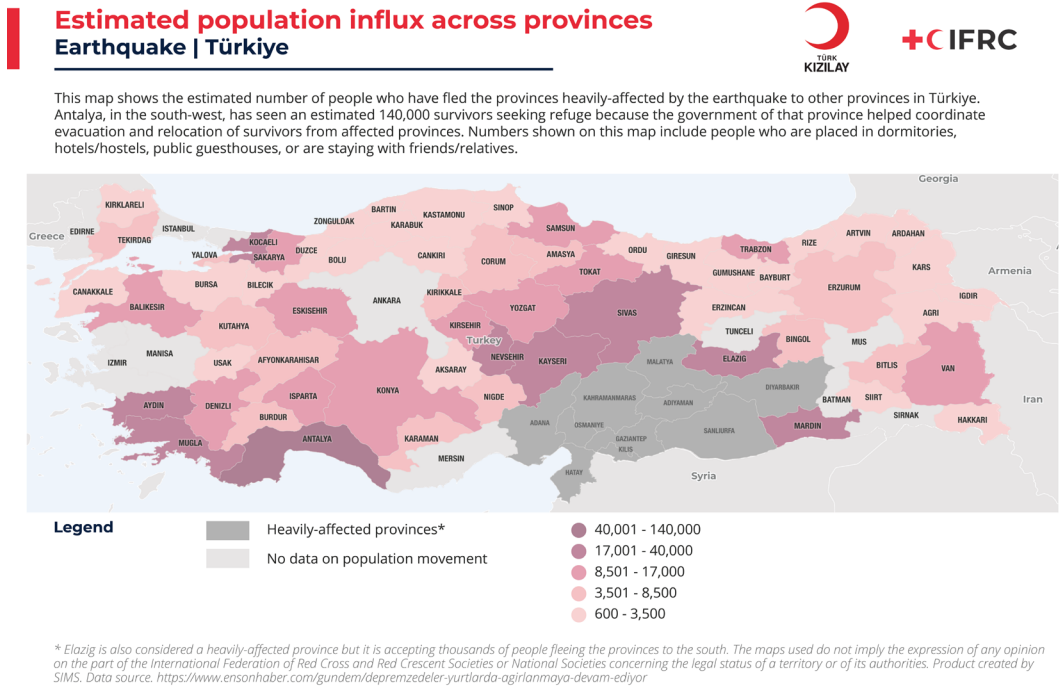 Estimated population influx across provinces
Earthquake | Türkiye
TÜRK
KIZILAY
IFRC
This map shows the estimated number of people who have fled the provinces heavily-affected by the earthquake to other provinces in Türkiye.
Antalya, in the south-west, has seen an estimated 140,000 survivors seeking refuge because the government of that province helped coordinate
evacuation and relocation of survivors from affected provinces. Numbers shown on this map include people who are placed in dormitories,
hotels/hostels, public guesthouses, or are staying with friends/relatives.
Georgia
KIRKLARELI
BARTIN
SINOP
KASTAMONU
ZONGULDAK
KARABUK
EDIRNE
ISTANBUL
SAMSUN
ARTVIN
ARDAHAN
Greece
TEKIRDAG
KOCAELI
RIZE
DUZCE
ORDU
TRABZON
YALOVA
SAKARYA
BOLU
CANKIRI
CORUM
AMASYA
GIRESUN
KARS
Armenia
TOKAT
GUMUSHANE
BAYBURT
BURSA
BILECIK
ERZURUM
CANAKKALE
KIRIKKALE
IGDIR
ANKARA
BALIKESIR
ESKISEHIR
YOZGAT
ERZINCAN
SIVAS
AGRI
KUTAHYA
KIRSEHIR
TUNCELI
Turkey
BINGOL
MUS
MANISA
IZMIR
USAK
AFYONKARAHISAR
NEVSEHIR
KAYSERI
MALATYA
ELAZIG
BITLIS
VAN
AKSARAY
KONYA
DIYARBAKIR
ISPARTA
NIGDE
KAHRAMANMARAS
BATMAN
SIIRT
Iran
AYDIN
DENIZLI
ADIYAMAN
BURDUR
SIRNAK
HAKKARI
ADANA
OSMANIYE
MARDIN
SANLIURFA
MUGLA
ANTALYA
KARAMAN
GAZIANTEP
KILIS
MERSIN
HATAY
Syria
Legend
Heavily-affected provinces*
No data on population movement
40,001 - 140,000
17,001 - 40,000
8,501 - 17,000
3,501 - 8,500
600 - 3,500
* Elazig is also considered a heavily-affected province but it is accepting thousands of people fleeing the provinces to the south. The maps used do not imply the expression of any opinion
on the part of the International Federation of Red Cross and Red Crescent Societies or National Societies concerning the legal status of a territory or of its authorities. Product created by
SIMS. Data source. https://www.ensonhaber.com/gundem/depremzedeler-yurtlarda-agirlanmaya-devam-ediyor